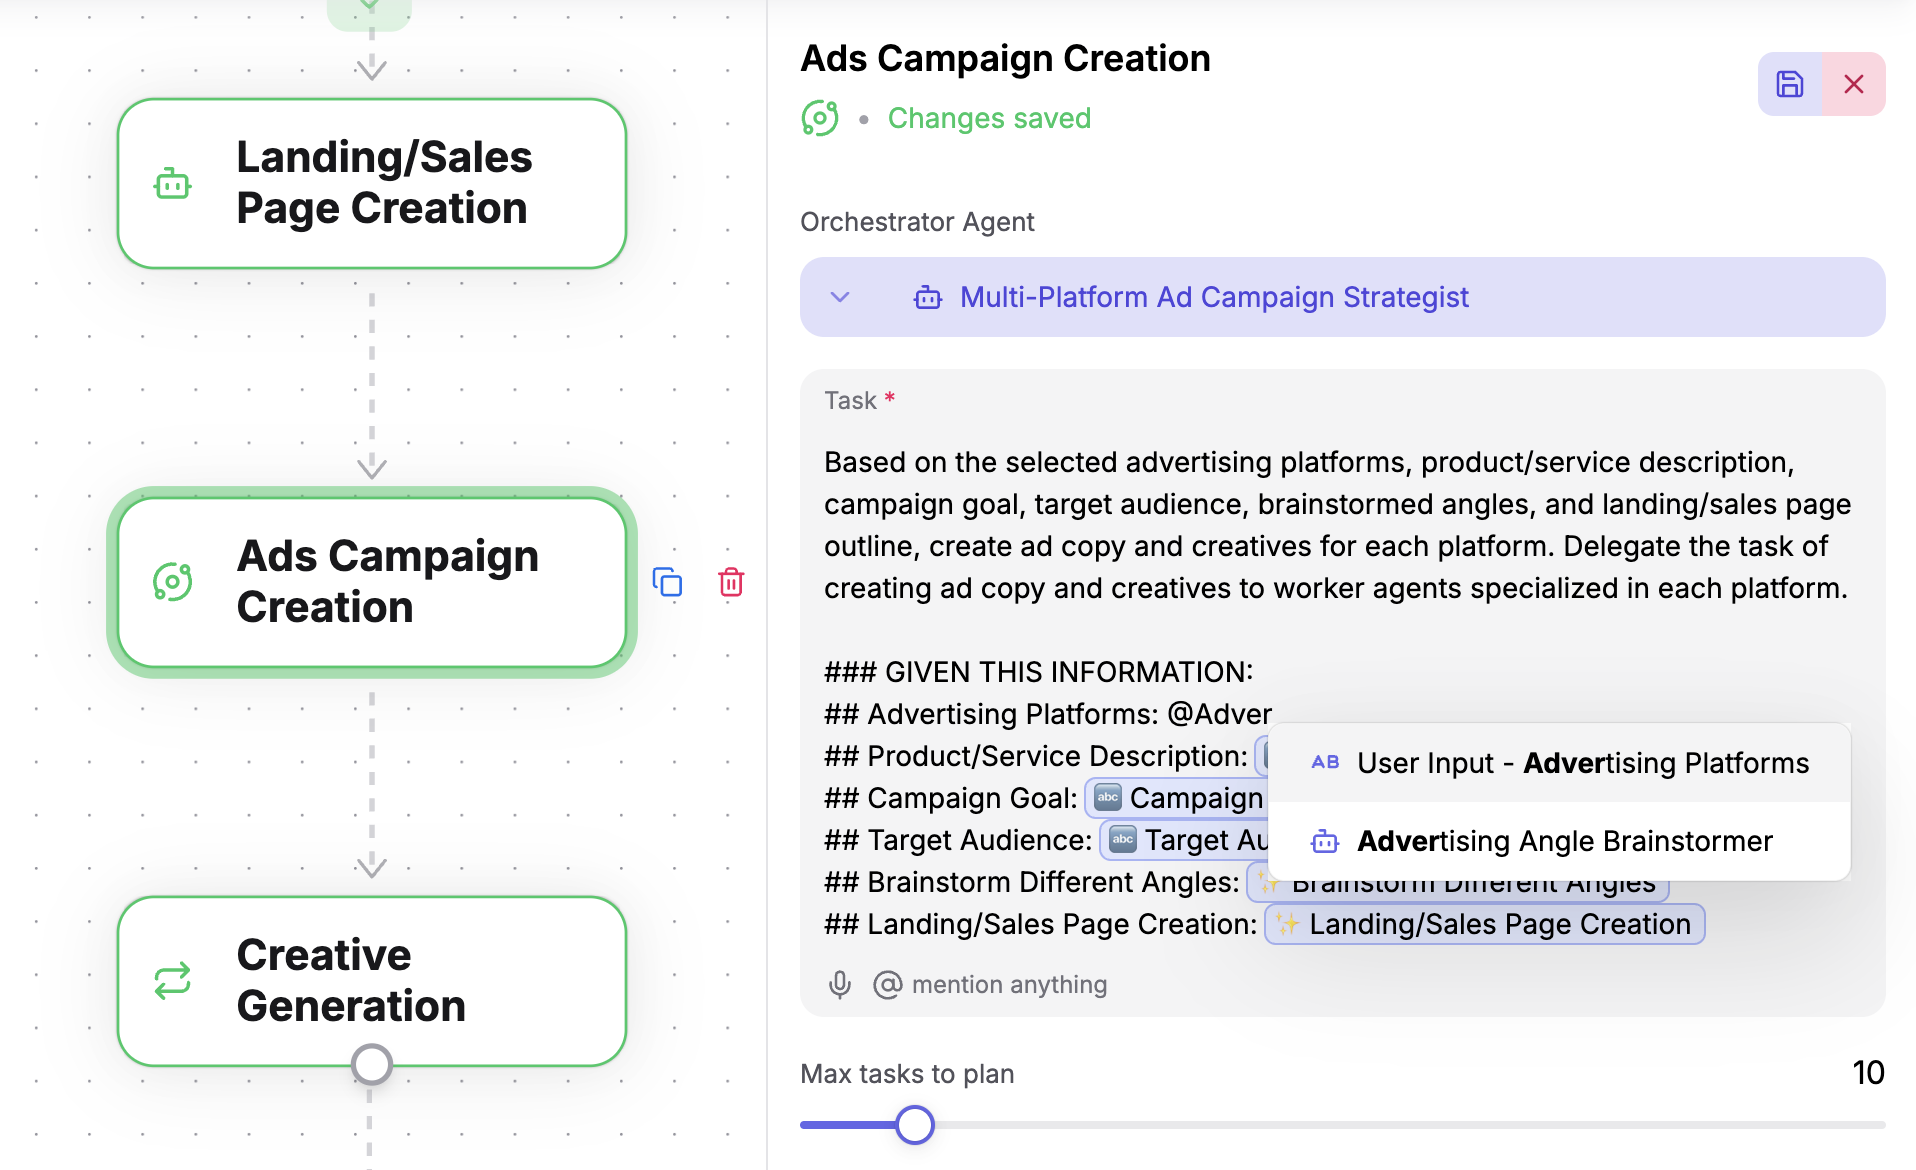 Landing/Sales
Page Creation
Ads Campaign
Creation
Creative
Generation
Ads Campaign Creation
Changes saved
Orchestrator Agent
Multi-Platform Ad Campaign Strategist
Task *
Based on the selected advertising platforms, product/service description,
campaign goal, target audience, brainstormed angles, and landing/sales page
outline, create ad copy and creatives for each platform. Delegate the task of
creating ad copy and creatives to worker agents specialized in each platform.
### GIVEN THIS INFORMATION:
## Advertising Platforms: @Adver
## Product/Service Description:
## Campaign Goal: abc Campaign
## Target Audience: abc Target Au
## Brainstorm Different Angles: Brainstorm Different Angles
## Landing/Sales Page Creation: Landing/Sales Page Creation
AB User Input - Advertising Platforms
Advertising Angle Brainstormer
@ mention anything
Max tasks to plan
10